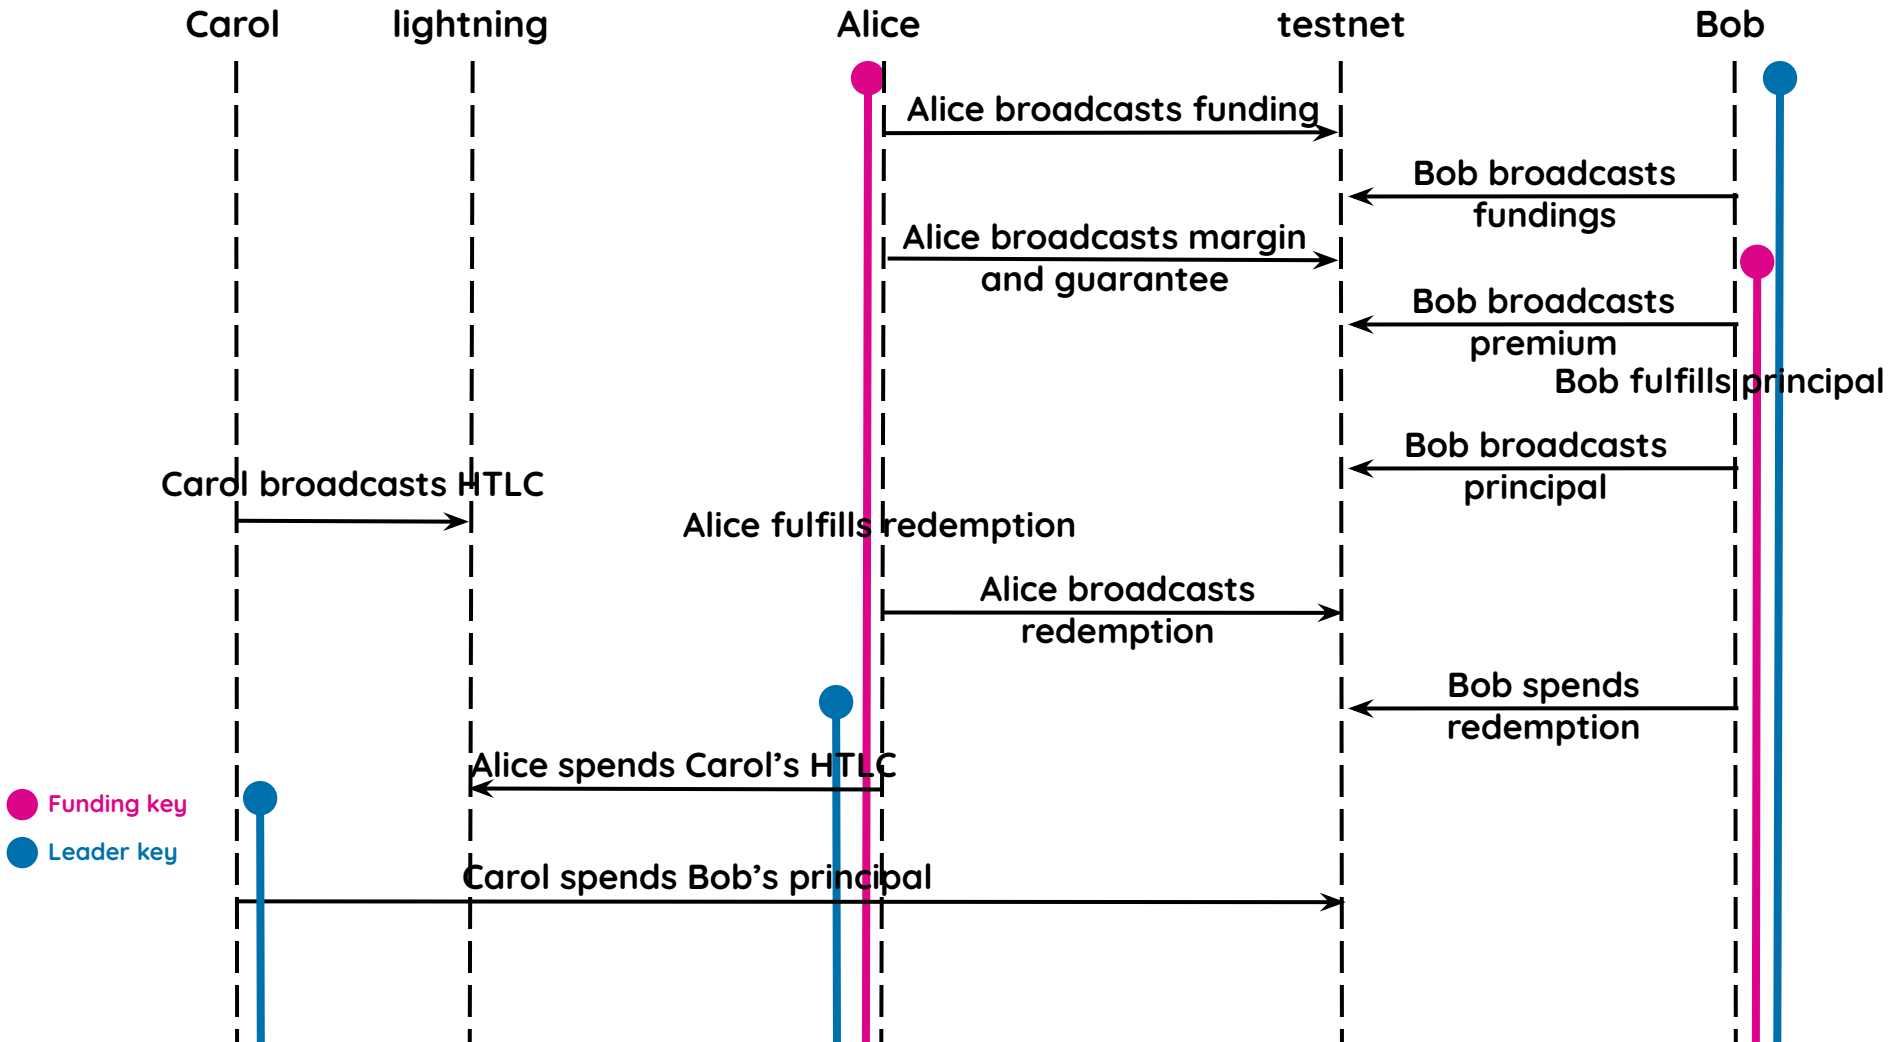 Carol lightning Alice testnet Bob
Alice broadcasts funding
Bob broadcasts
fundings
Alice broadcasts margin
and guarantee
Bob broadcasts
premium
Bob fulfills principal
Bob broadcasts
principal
Carol broadcasts HTLC
Alice fulfills redemption
Alice broadcasts
redemption
Bob spends
redemption
Alice spends Carol’s HTLC
Funding key
Leader key
Carol spends Bob’s principal